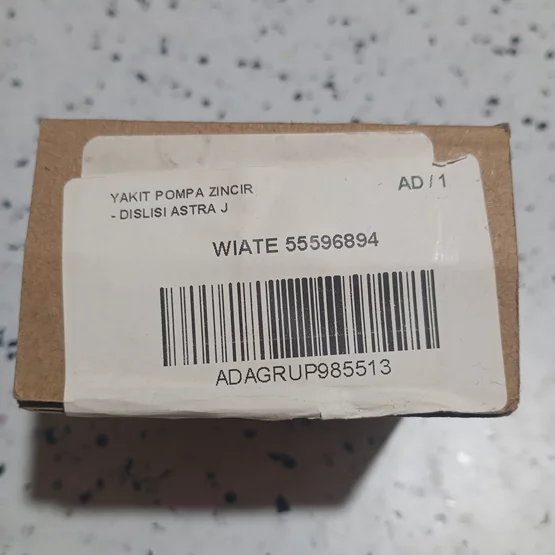 YAKIT POMPA ZINCIR
- DISLISI ASTRA J
AD / 1
WIATE 55596894
ADAGRUP985513